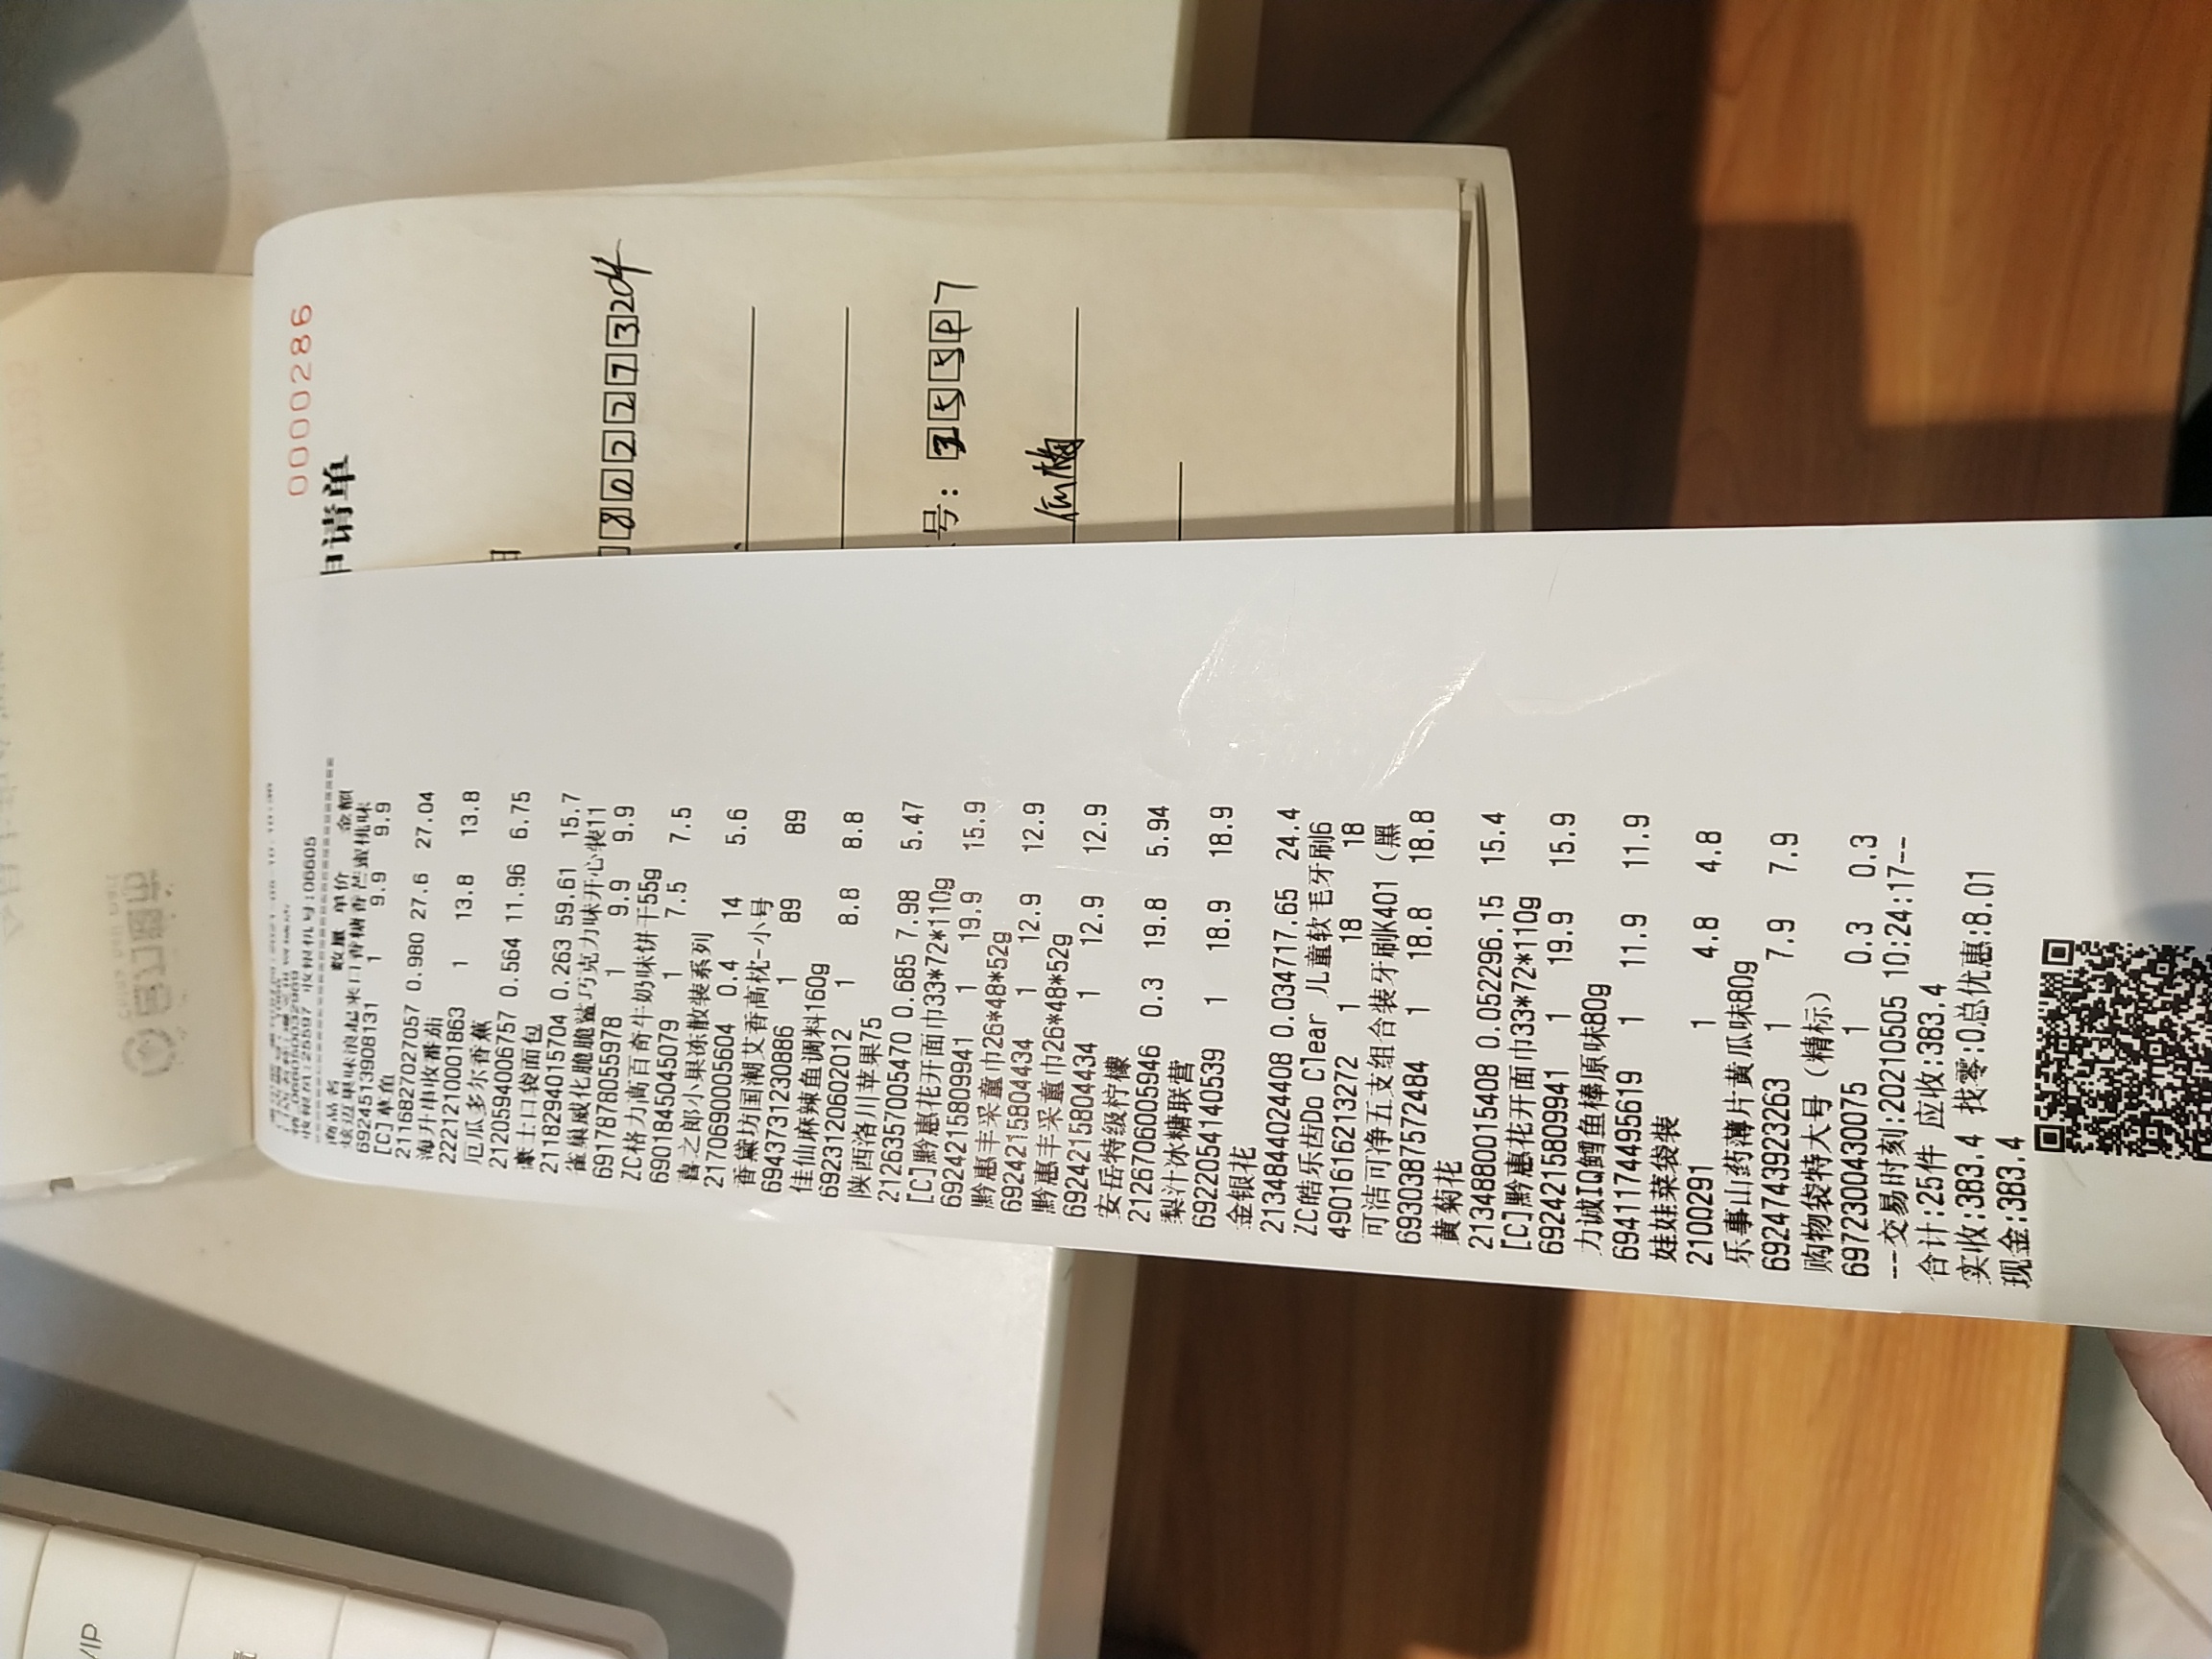 0000286
申请单
8022273204
号: 355P7
收银机号:06605
商品名 数量 单价 金额
6924513908131 1 9.9 9.9
[C]草鱼
2116827027057 0.980 27.6 27.04
海升串收番茄
2221210001863 1 13.8 13.8
厄瓜多尔香蕉
2120594006757 0.564 11.96 6.75
豪士口袋面包
2118294015704 0.263 59.61 15.7
雀巢威化脆脆鲨巧克力味开心装11
6917878055978 1 9.9 9.9
ZC格力高百奇牛奶味饼干55g
6901845045079 1 7.5 7.5
喜之郎小果冻散装系列
2170690005604 0.4 14 5.6
香黛坊国潮艾香高枕-小号
6943731230886 1 89 89
佳仙麻辣鱼调料160g
6923120602012 1 8.8 8.8
陕西洛川苹果75
2126357005470 0.685 7.98 5.47
[C]黔惠花开面巾33*72*110g
6924215809941 1 19.9 15.9
黔惠丰采童巾26*48*52g
6924215804434 1 12.9 12.9
黔惠丰采童巾26*48*52g
6924215804434 1 12.9 12.9
安岳特级柠檬
2126706005946 0.3 19.8 5.94
梨汁冰糖联营
6922054140539 1 18.9 18.9
金银花
2134844024408 0.034717.65 24.4
ZC皓乐齿Do Clear 儿童软毛牙刷6
4901616213272 1 18 18
可洁可净五支组合装牙刷K401 (黑
6930387572484 1 18.8 18.8
黄菊花
2134880015408 0.052296.15 15.4
[C]黔惠花开面巾33*72*110g
6924215809941 1 19.9 15.9
力诚IQ鳕鱼棒原味80g
6941174495619 1 11.9 11.9
娃娃菜袋装
2100291 1 4.8 4.8
乐事山药薄片黄瓜味80g
6924743923263 1 7.9 7.9
购物袋特大号(精标)
6972300430075 1 0.3 0.3
--交易时刻:20210505 10:24:17--
合计:25件 应收:383.4
实收:383.4 找零:0总优惠:8.01
现金:383.4